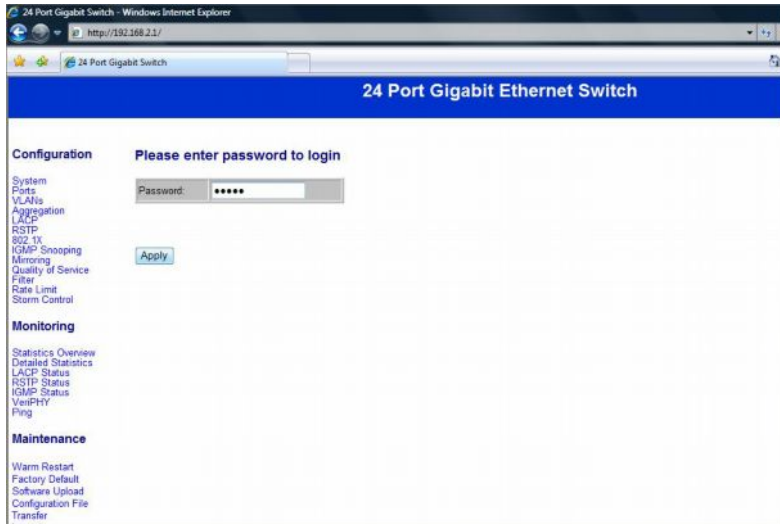 24 Port Gigabit Switch - Windows Internet Explorer
http://192.168.2.1/
24 Port Gigabit Switch
24 Port Gigabit Ethernet Switch
Configuration
System
Ports
VLANs
Aggregation
LACP
RSTP
802.1X
IGMP Snooping
Mirroring
Quality of Service
Filter
Rate Limit
Storm Control
Monitoring
Statistics Overview
Detailed Statistics
LACP Status
RSTP Status
IGMP Status
VeriPHY
Ping
Maintenance
Warm Restart
Factory Default
Software Upload
Configuration File
Transfer
Please enter password to login
Password: •••••
Apply